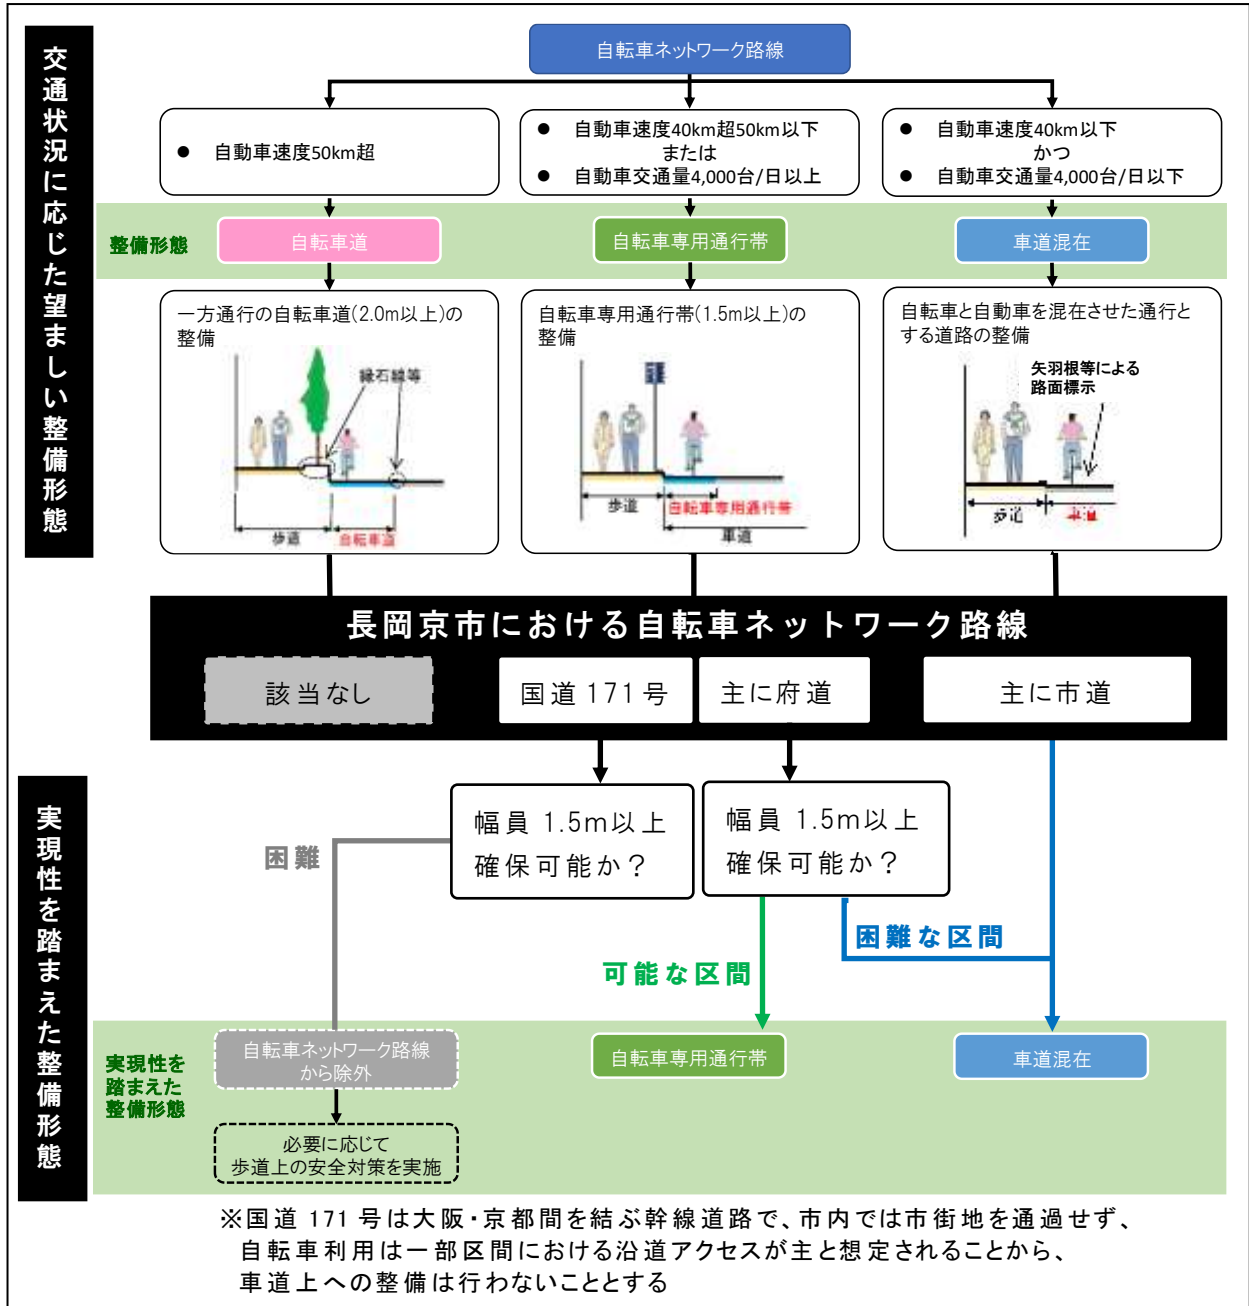 交通状況に応じた望ましい整備形態
自転車ネットワーク路線
● 自動車速度50km超
● 自動車速度40km超50km以下
または
● 自動車交通量4,000台/日以上
● 自動車速度40km以下
かつ
● 自動車交通量4,000台/日以下
整備形態
自転車道
自転車専用通行帯
車道混在
一方通行の自転車道(2.0m以上)の
整備
縁石線等
歩道
自転車道
自転車専用通行帯(1.5m以上)の
整備
歩道
自転車専用通行帯
車道
自転車と自動車を混在させた通行と
する道路の整備
矢羽根等による
路面標示
歩道
車道
長岡京市における自転車ネットワーク路線
該当なし
国道 171 号
主に府道
主に市道
実現性を踏まえた整備形態
幅員 1.5m以上
確保可能か？
幅員 1.5m以上
確保可能か？
困難
困難な区間
可能な区間
実現性を
踏まえた
整備形態
自転車ネットワーク路線
から除外
自転車専用通行帯
車道混在
必要に応じて
歩道上の安全対策を実施
※国道 171 号は大阪・京都間を結ぶ幹線道路で、市内では市街地を通過せず、
自転車利用は一部区間における沿道アクセスが主と想定されることから、
車道上への整備は行わないこととする